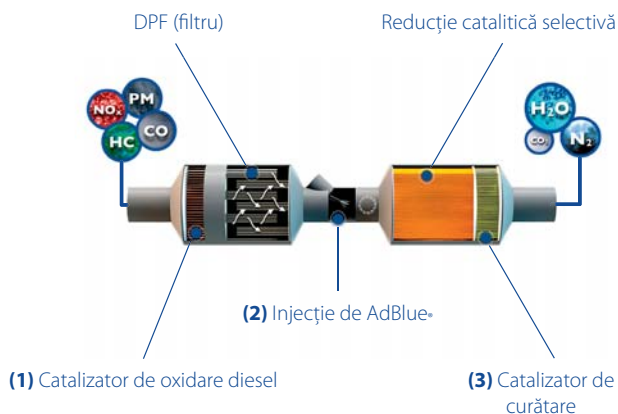 DPF (filtru)
Reducție catalitică selectivă
NOx
PM
HC
CO
H2O
CO2
N2
(2) Injecție de AdBlue®
(1) Catalizator de oxidare diesel
(3) Catalizator de
curătare